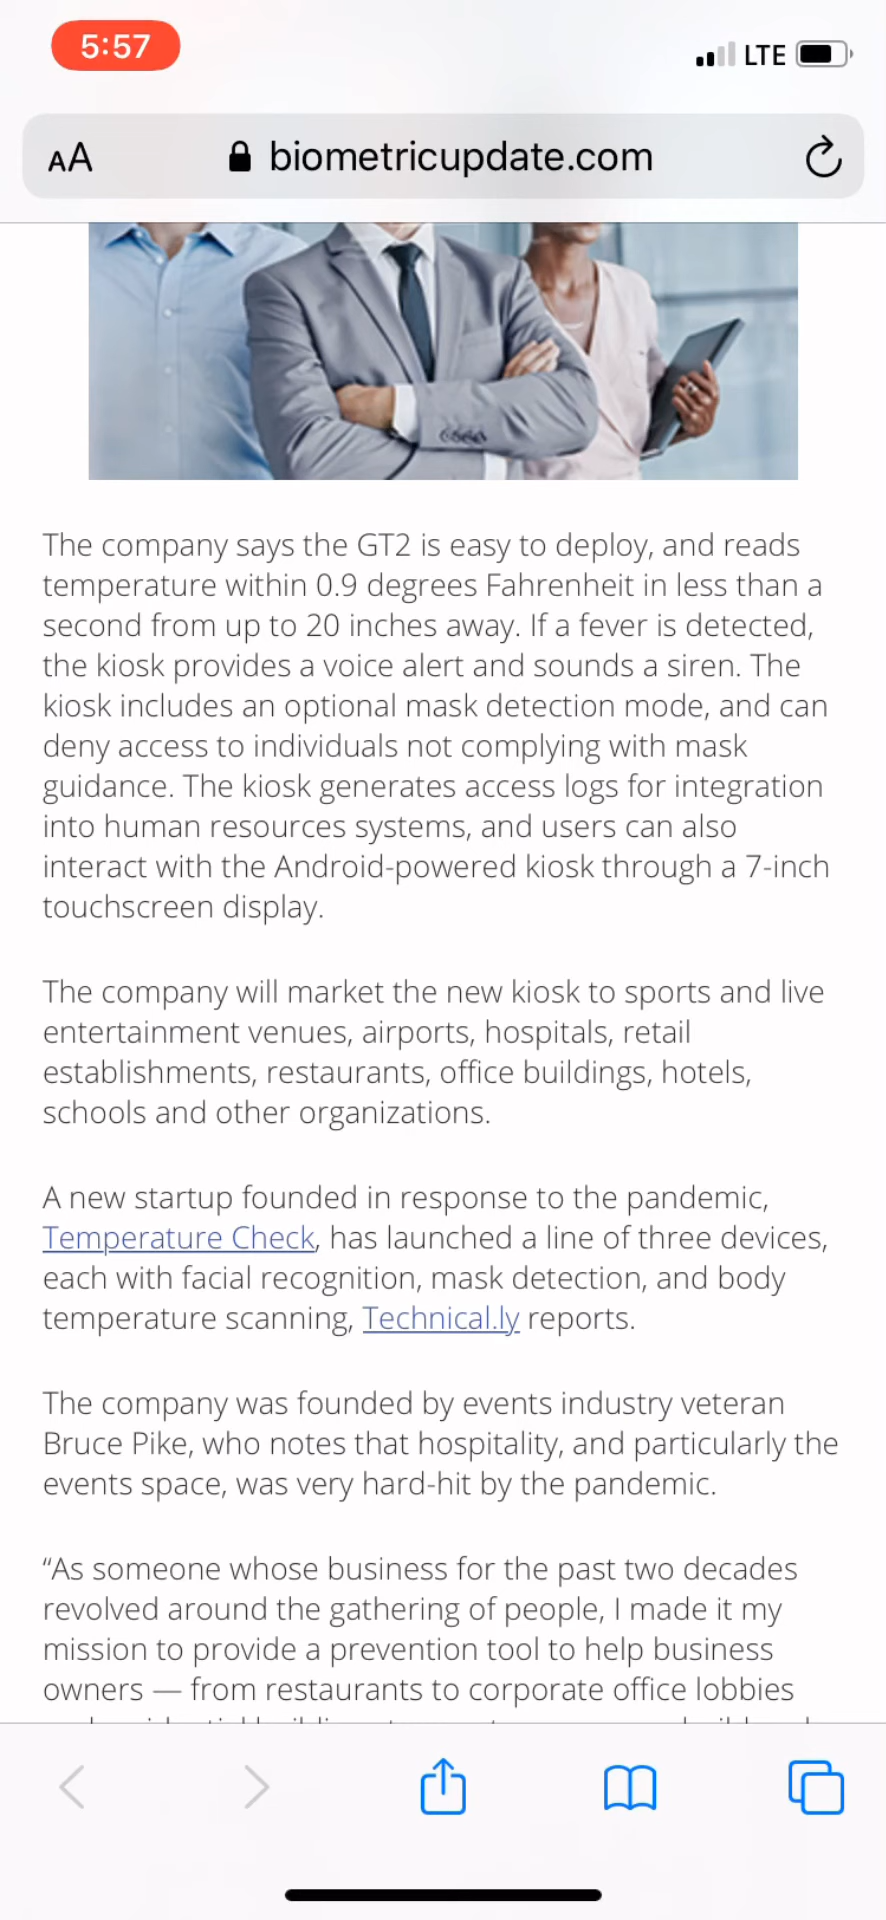 5:57
LTE
AA
biometricupdate.com
The company says the GT2 is easy to deploy, and reads
temperature within 0.9 degrees Fahrenheit in less than a
second from up to 20 inches away. If a fever is detected,
the kiosk provides a voice alert and sounds a siren. The
kiosk includes an optional mask detection mode, and can
deny access to individuals not complying with mask
guidance. The kiosk generates access logs for integration
into human resources systems, and users can also
interact with the Android-powered kiosk through a 7-inch
touchscreen display.
The company will market the new kiosk to sports and live
entertainment venues, airports, hospitals, retail
establishments, restaurants, office buildings, hotels,
schools and other organizations.
A new startup founded in response to the pandemic,
Temperature Check, has launched a line of three devices,
each with facial recognition, mask detection, and body
temperature scanning, Technical.ly reports.
The company was founded by events industry veteran
Bruce Pike, who notes that hospitality, and particularly the
events space, was very hard-hit by the pandemic.
“As someone whose business for the past two decades
revolved around the gathering of people, I made it my
mission to provide a prevention tool to help business
owners — from restaurants to corporate office lobbies